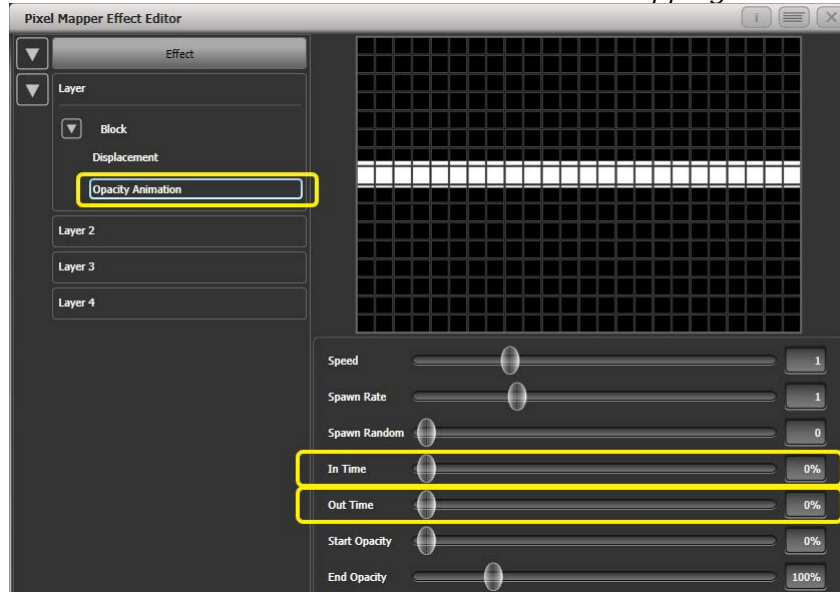 Pixel Mapper Effect Editor
i
Effect
Layer
Block
Displacement
Opacity Animation
Layer 2
Layer 3
Layer 4
Speed 1
Spawn Rate 1
Spawn Random 0
In Time 0%
Out Time 0%
Start Opacity 0%
End Opacity 100%